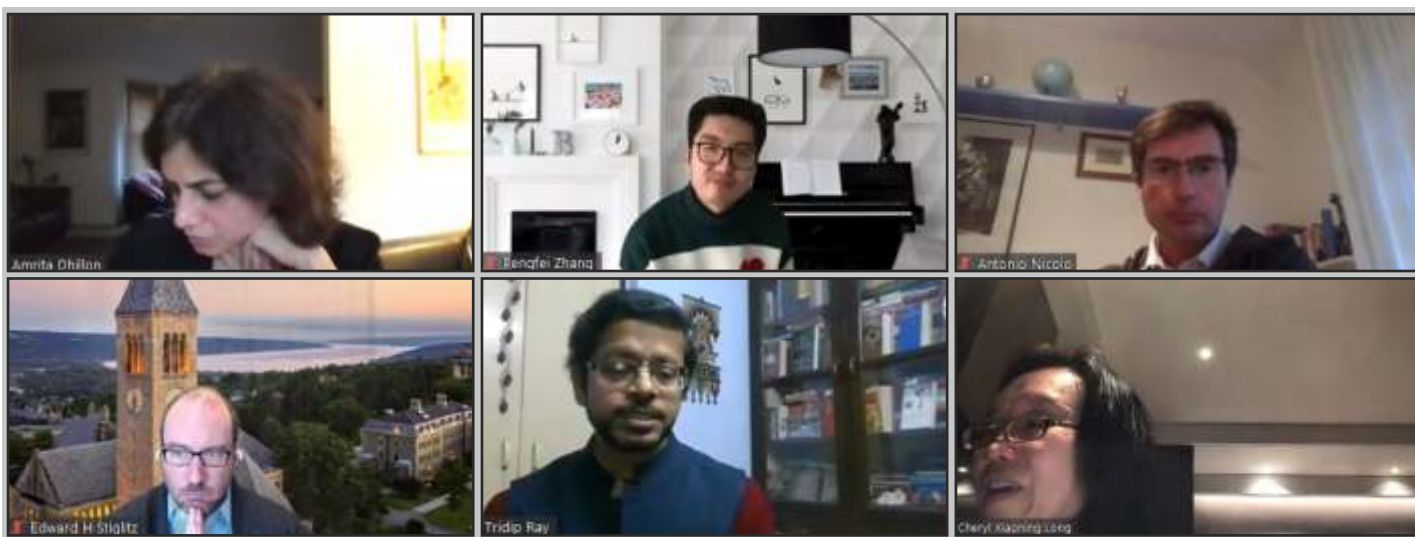 Amrita Dhillon
Pengfei Zhang
Antonio Nicolo
Edward H Stiglitz
Tridip Ray
Cheryl Xiaoning Long